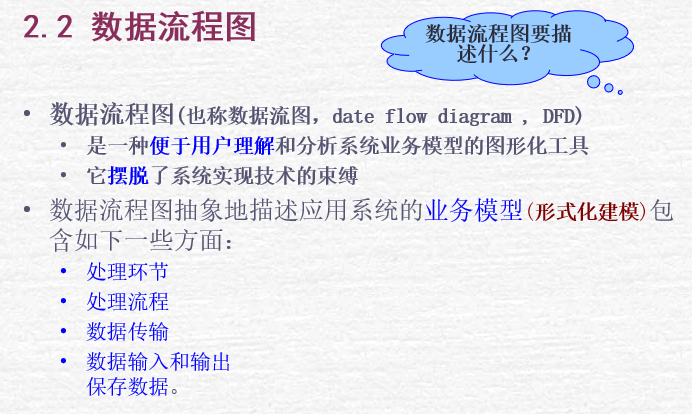 2.2 数据流程图
数据流程图要描
述什么？
• 数据流程图(也称数据流图，date flow diagram , DFD)
• 是一种便于用户理解和分析系统业务模型的图形化工具
• 它摆脱了系统实现技术的束缚
• 数据流程图抽象地描述应用系统的业务模型(形式化建模)包
含如下一些方面：
• 处理环节
• 处理流程
• 数据传输
• 数据输入和输出
保存数据。